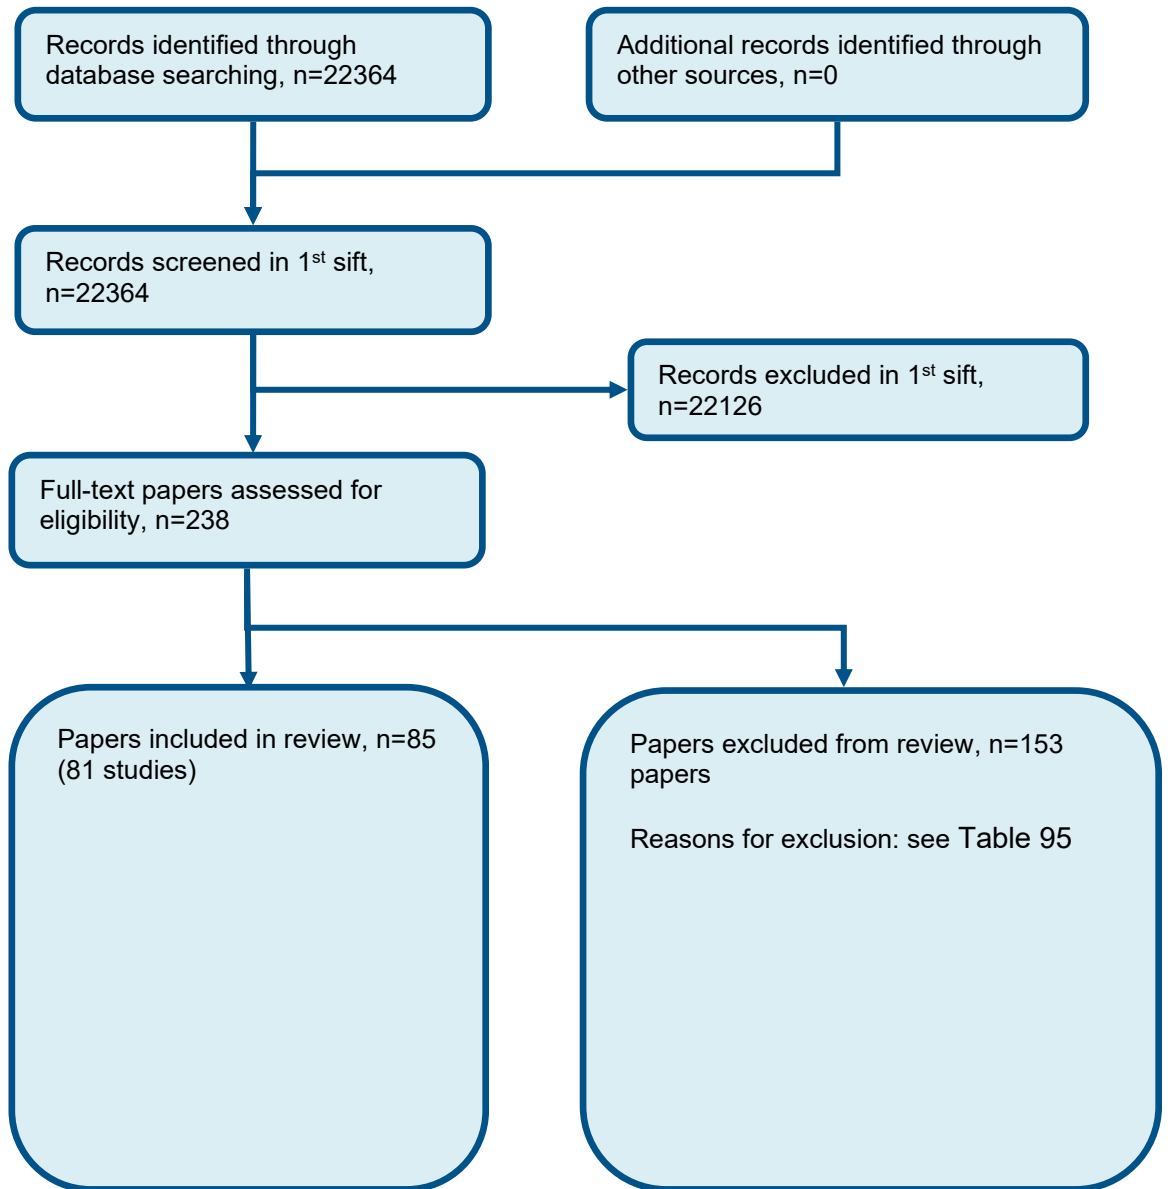 Records identified through
database searching, n=22364
Additional records identified through
other sources, n=0
Records screened in 1st sift,
n=22364
Records excluded in 1st sift,
n=22126
Full-text papers assessed for
eligibility, n=238
Papers included in review, n=85
(81 studies)
Papers excluded from review, n=153
papers
Reasons for exclusion: see Table 95